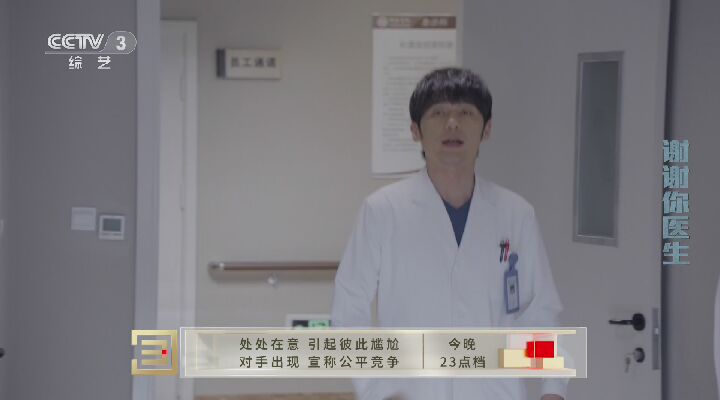 CCTV 3
综艺
员工通道
谢谢你医生
处处在意 引起彼此尴尬
对手出现 宣称公平竞争
今晚
23点档